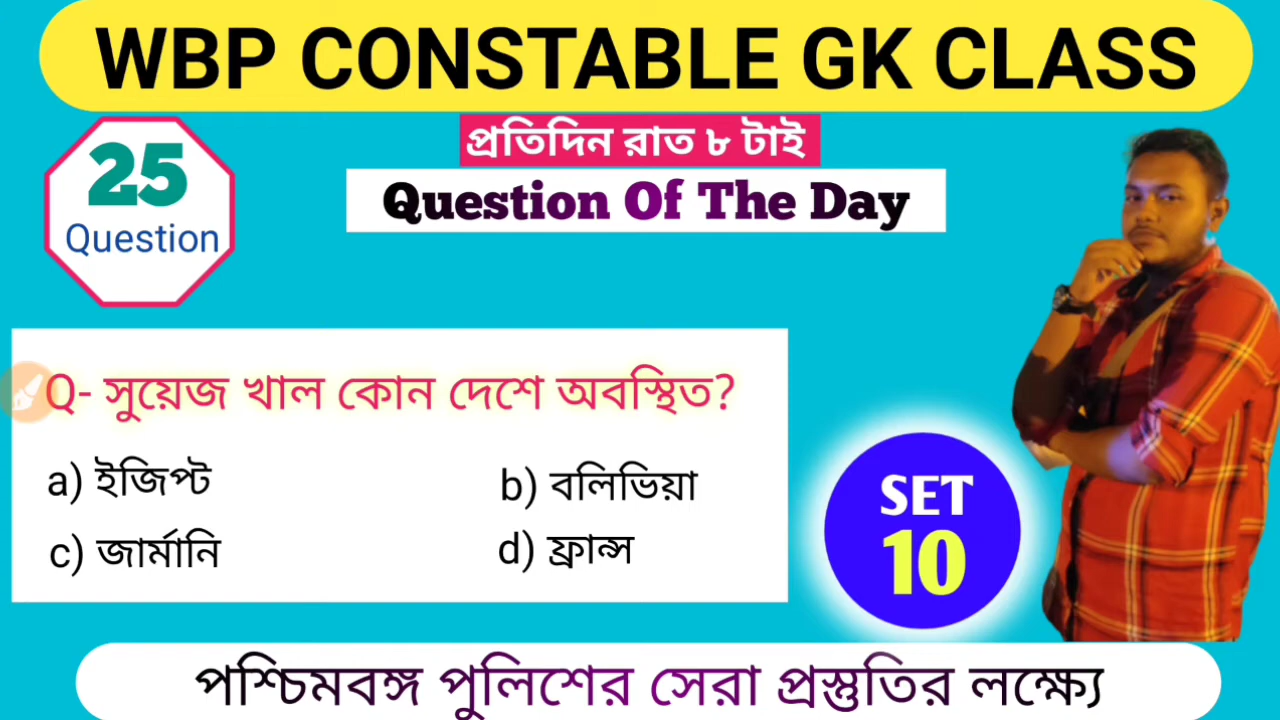 WBP CONSTABLE GK CLASS
প্রতিদিন রাত ৮ টাই
Question Of The Day
25
Question
Q- সুয়েজ খাল কোন দেশে অবস্থিত?
a) ইজিপ্ট
b) বলিভিয়া
c) জার্মানি
d) ফ্রান্স
SET
10
পশ্চিমবঙ্গ পুলিশের সেরা প্রস্তুতির লক্ষ্যে